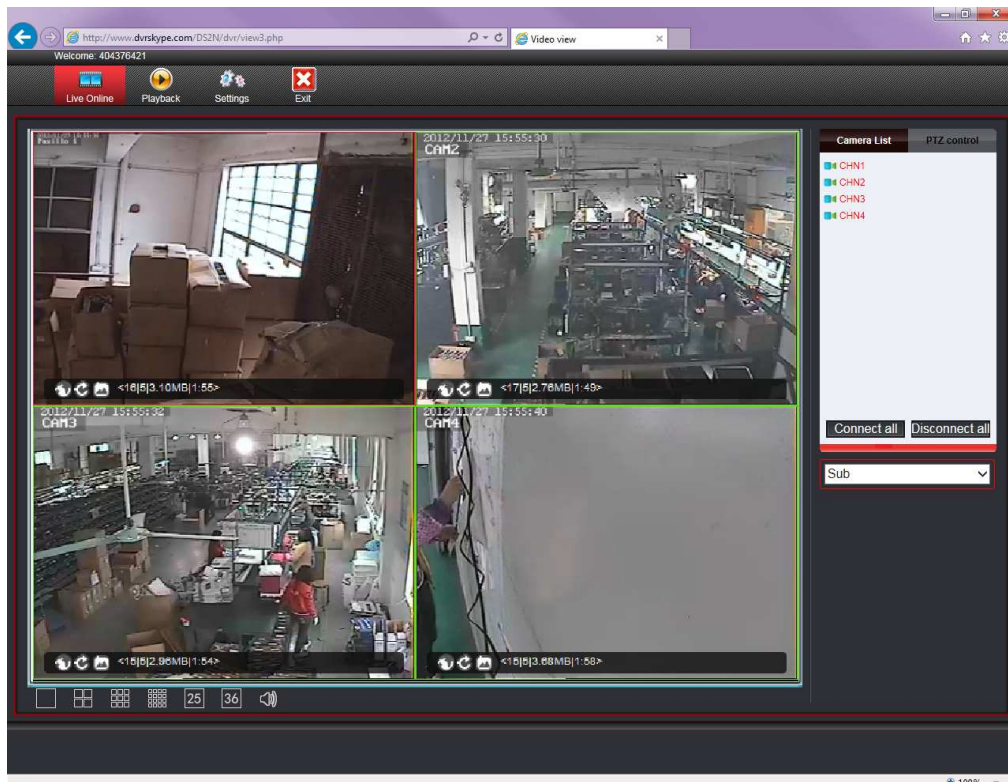 http://www.dvrskype.com/DS2N/dvr/view3.php
Video view
Welcome: 404376421
Live Online
Playback
Settings
Exit
2012/11/27 15:55:30
CAM2
Camera List
PTZ control
CHN1
CHN2
CHN3
CHN4
<16|5|3.10MB|1:55>
<17|5|2.76MB|1:49>
2012/11/27 15:55:32
CAM3
2012/11/27 15:55:40
CAM4
Connect all
Disconnect all
Sub
<15|5|2.96MB|1:54>
<15|5|3.68MB|1:58>
25
36
100%